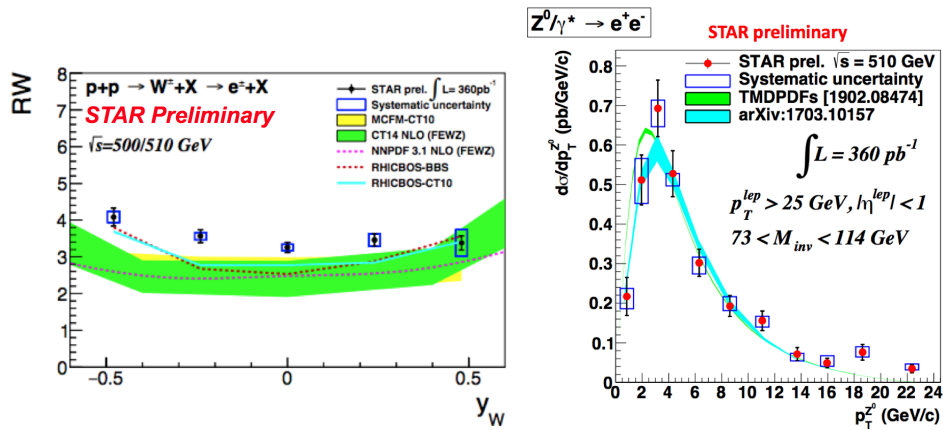 RW
8
7
6
5
4
3
2
1
0
p+p → W±+X → e±+X
STAR Preliminary
√s=500/510 GeV
STAR prel. ∫L= 360pb⁻¹
Systematic uncertainty
MCFM-CT10
CT14 NLO (FEWZ)
NNPDF 3.1 NLO (FEWZ)
RHICBOS-BBS
RHICBOS-CT10
−0.5 0 0.5
y_W
Z⁰/γ* → e⁺e⁻
STAR preliminary
dσ/dp_T^Z⁰ (pb/GeV/c)
0.8
0.7
0.6
0.5
0.4
0.3
0.2
0.1
0
STAR prel. √s = 510 GeV
Systematic uncertainty
TMDPDFs [1902.08474]
arXiv:1703.10157
∫L = 360 pb⁻¹
p_T^lep > 25 GeV, |η^lep| < 1
73 < M_inv < 114 GeV
0 2 4 6 8 10 12 14 16 18 20 22 24
p_T^Z⁰ (GeV/c)